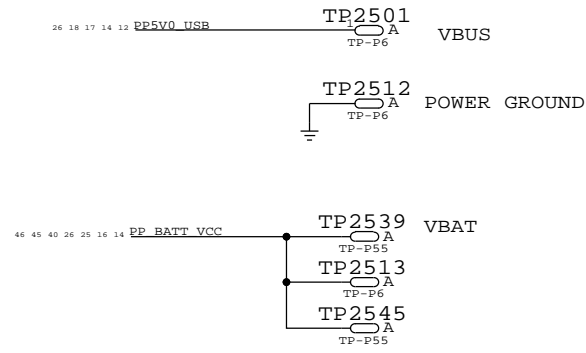 TP2501
26 18 17 14 12 PP5V0_USB 1 A VBUS
TP-P6
TP2512
A POWER GROUND
TP-P6
TP2539 VBAT
46 45 40 26 25 16 14 PP_BATT_VCC A
TP-P55
TP2513
A
TP-P6
TP2545
A
TP-P55